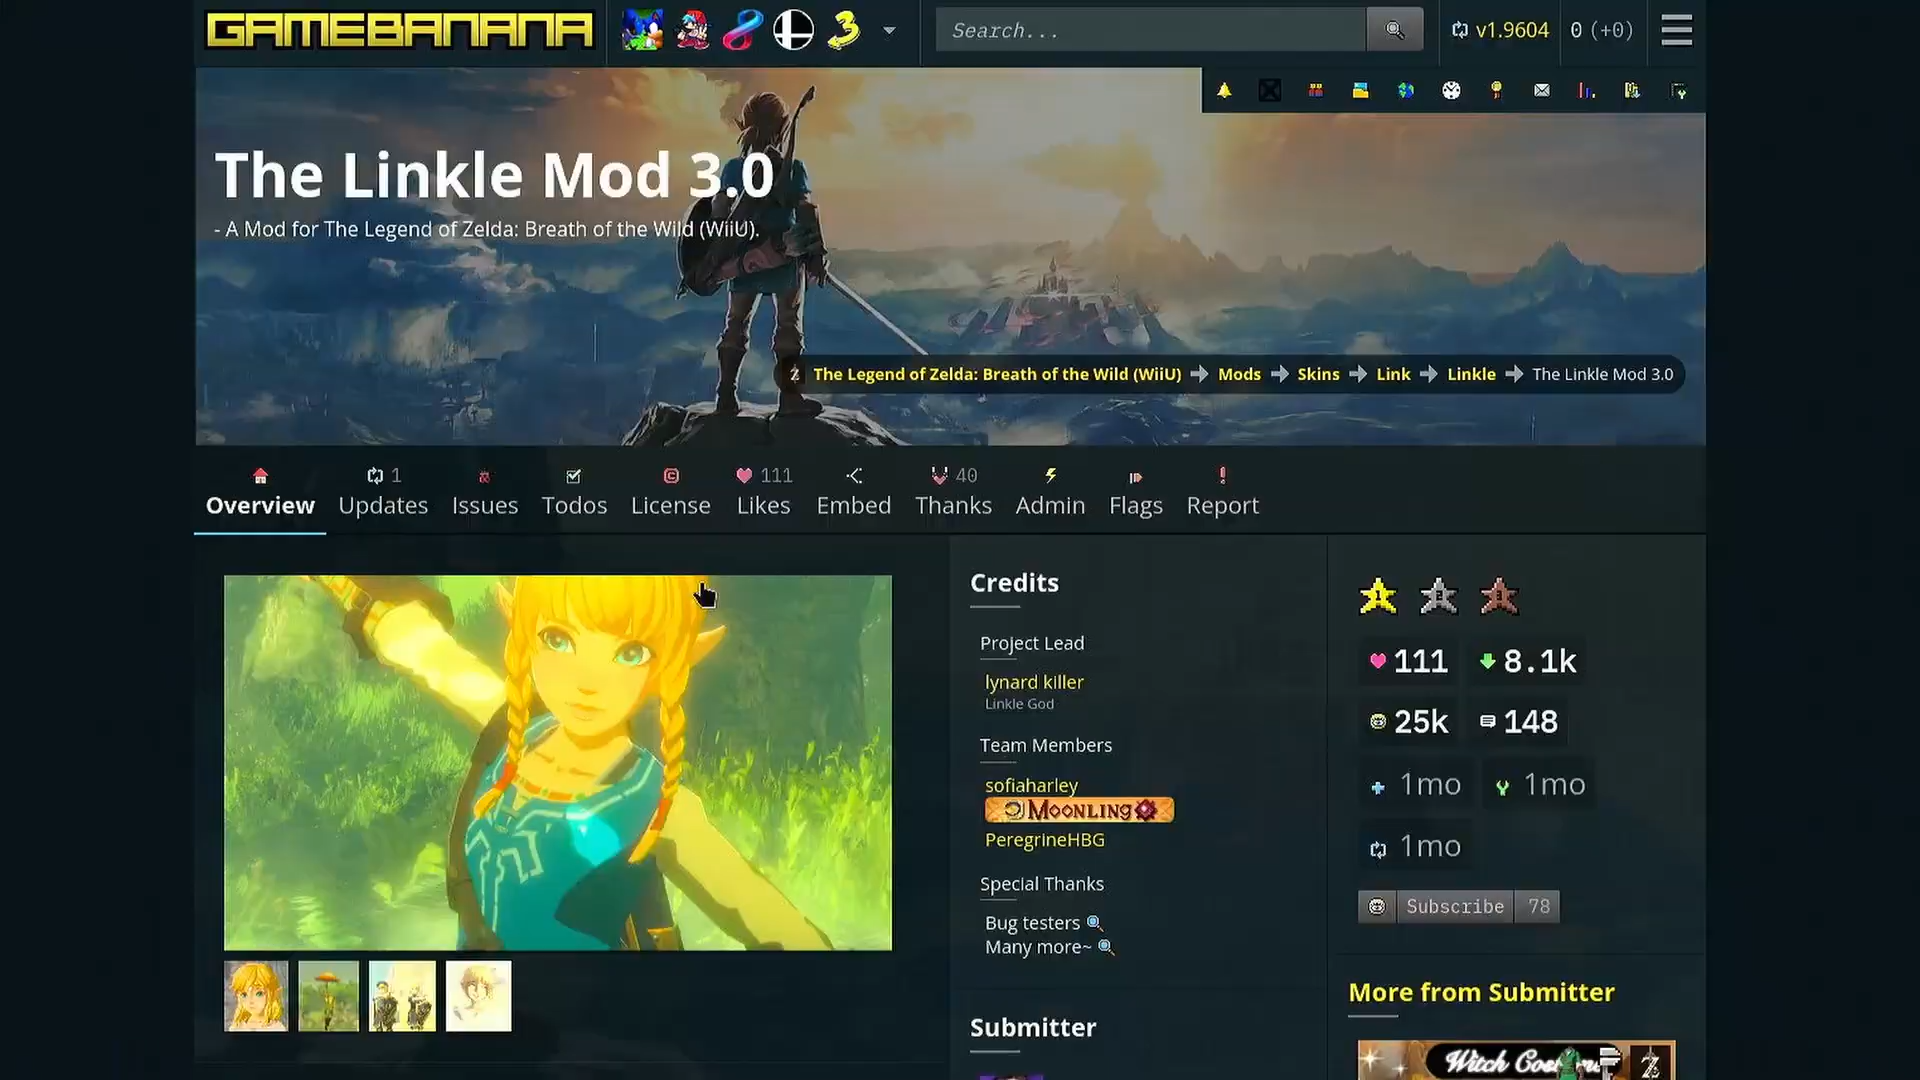 GAMEBANANA
Search...
v1.9604
0 (+0)
The Linkle Mod 3.0
- A Mod for The Legend of Zelda: Breath of the Wild (WiiU).
The Legend of Zelda: Breath of the Wild (WiiU) Mods Skins Link Linkle The Linkle Mod 3.0
Overview
1
Updates
Issues
Todos
License
111
Likes
Embed
40
Thanks
Admin
Flags
Report
Credits
Project Lead
lynard killer
Linkle God
Team Members
sofiaharley
MOONLING
PeregrineHBG
Special Thanks
Bug testers
Many more~
Submitter
111 8.1k
25k 148
1mo 1mo
1mo
Subscribe 78
More from Submitter
Witch